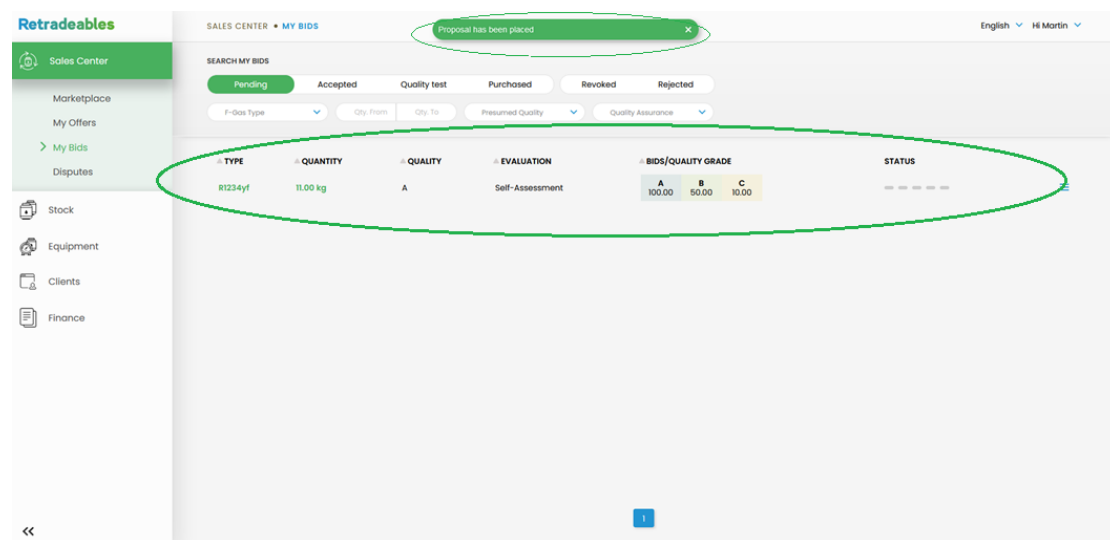 Retradeables
SALES CENTER • MY BIDS
Proposal has been placed ×
English Hi Martin
Sales Center
Marketplace
My Offers
My Bids
Disputes
Stock
Equipment
Clients
Finance
SEARCH MY BIDS
Pending Accepted Quality test Purchased Revoked Rejected
F-Gas Type Qty. From Qty. To Presumed Quality Quality Assurance
TYPE QUANTITY QUALITY EVALUATION BIDS/QUALITY GRADE STATUS
R1234yf 11.00 kg A Self-Assessment
A B C
100.00 50.00 10.00
1